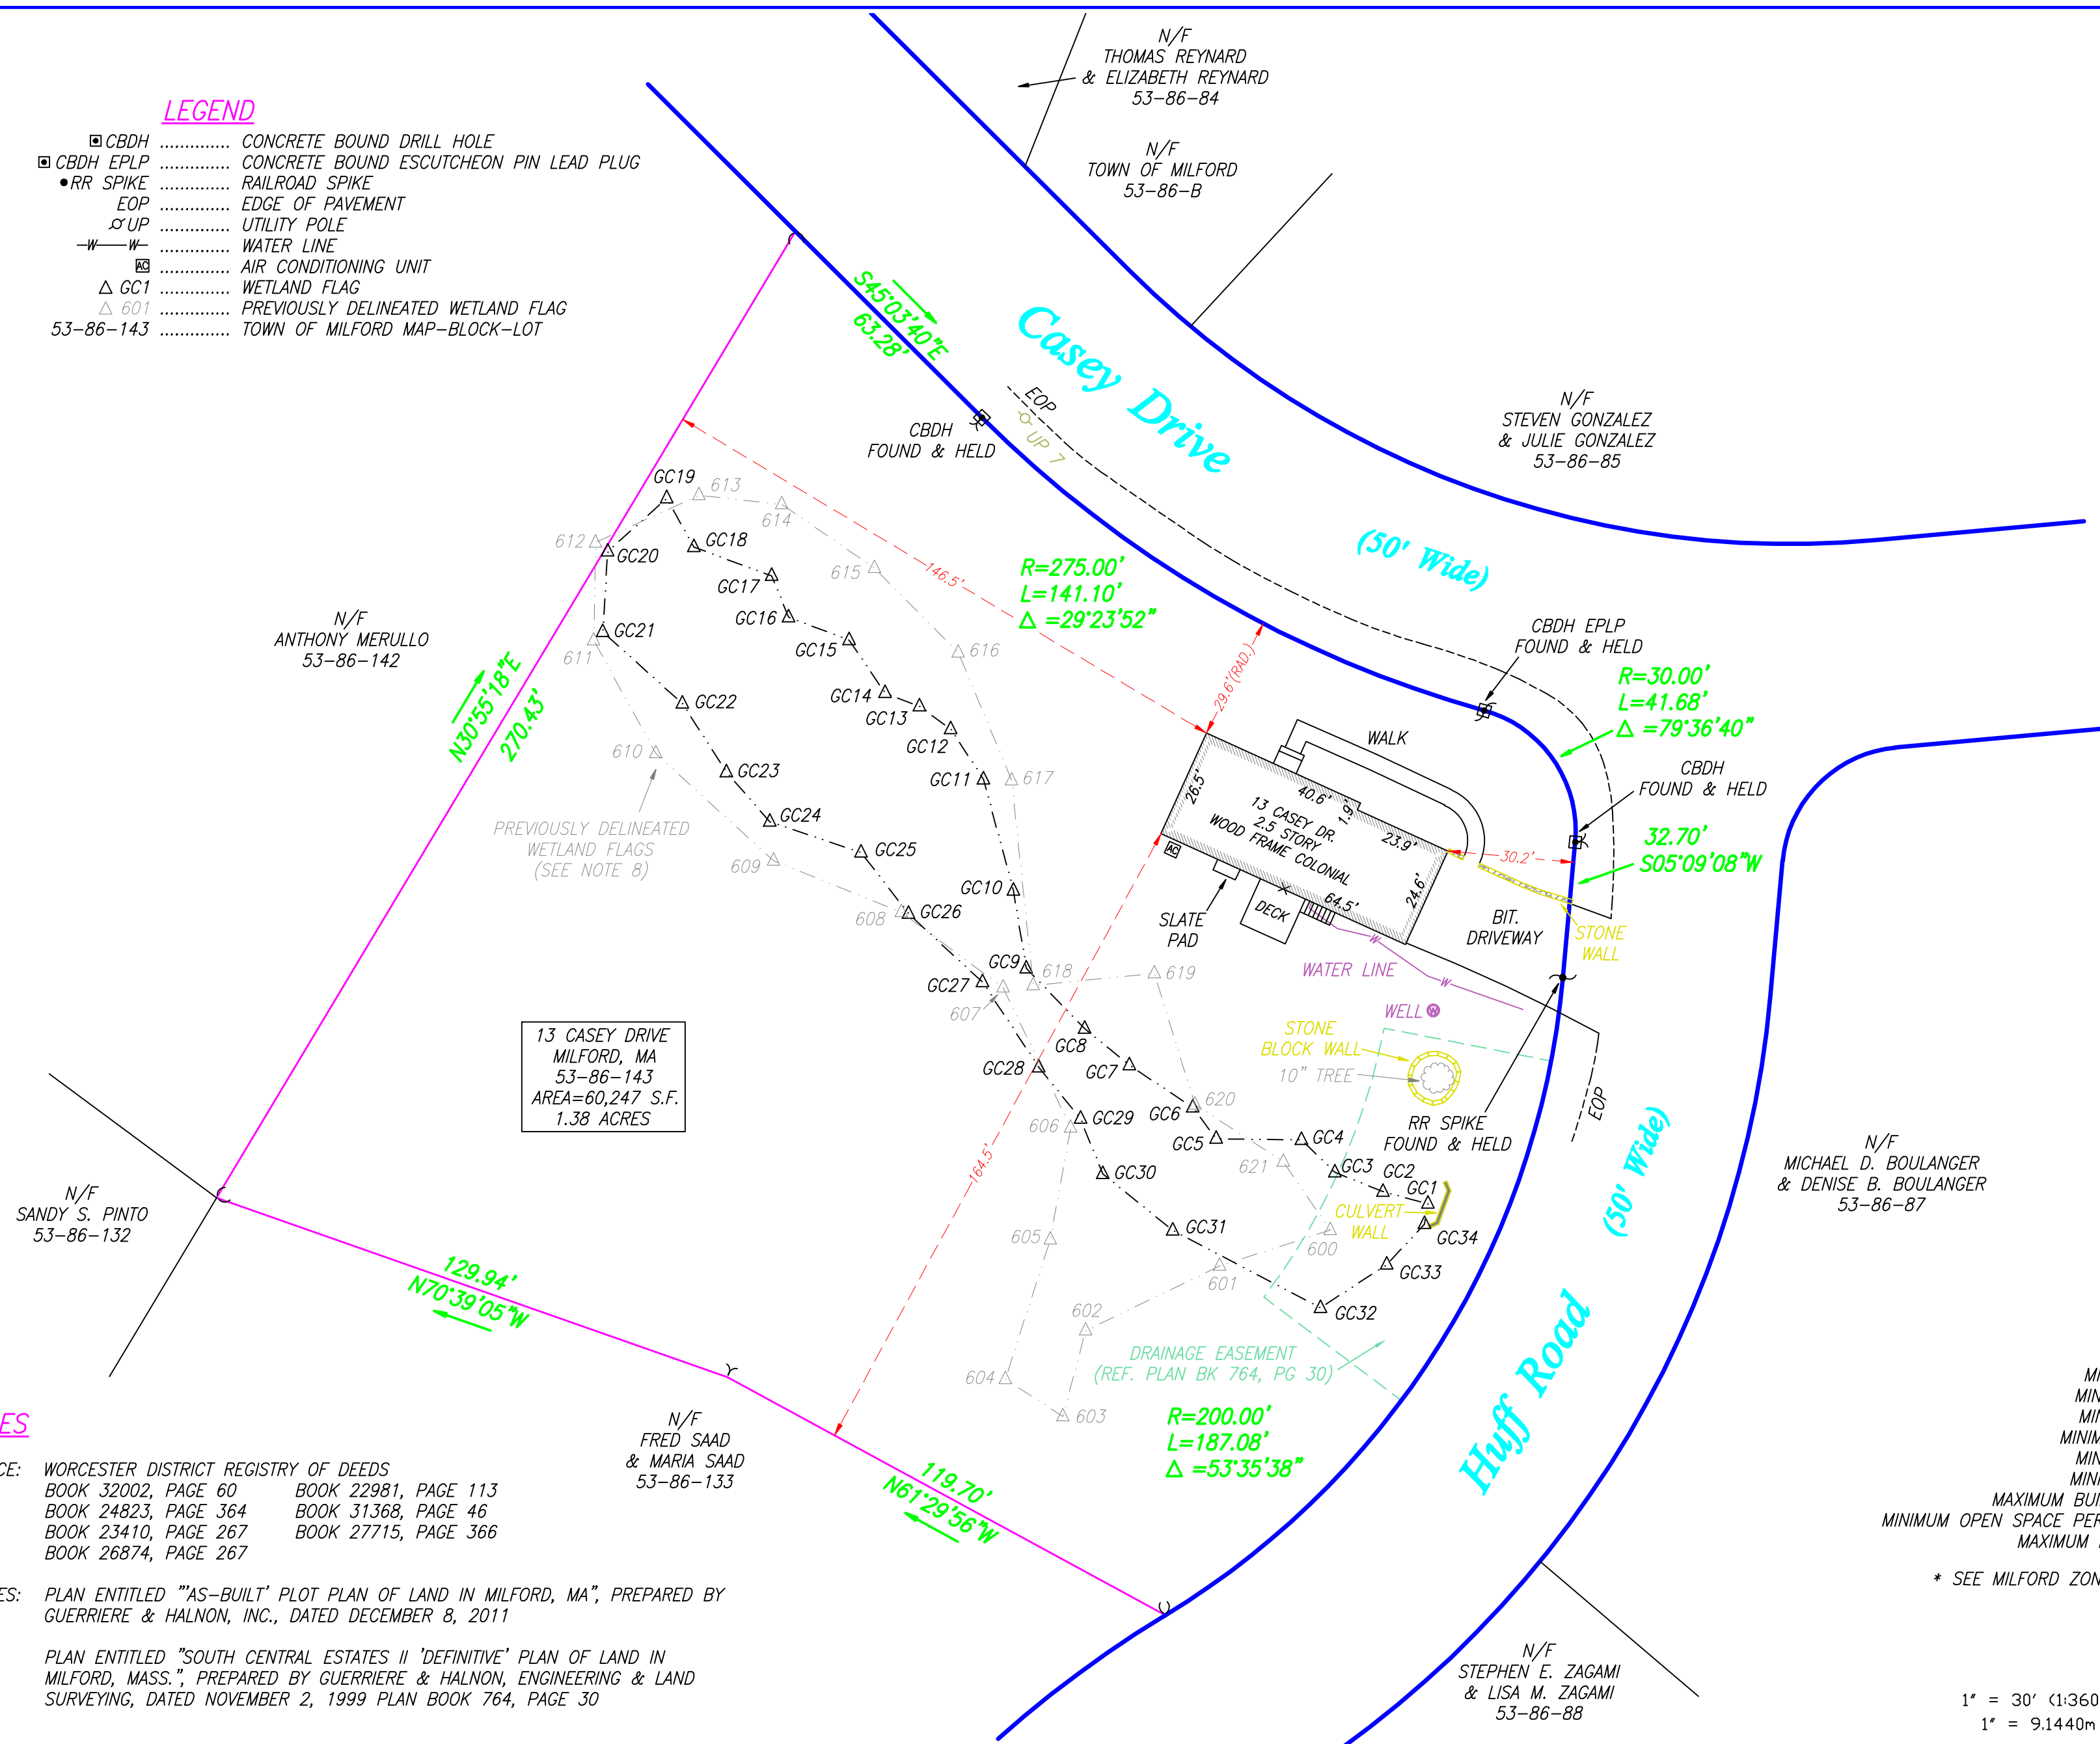 LEGEND
CBDH .............. CONCRETE BOUND DRILL HOLE
CBDH EPLP .............. CONCRETE BOUND ESCUTCHEON PIN LEAD PLUG
RR SPIKE .............. RAILROAD SPIKE
EOP .............. EDGE OF PAVEMENT
UP .............. UTILITY POLE
W W .............. WATER LINE
AC .............. AIR CONDITIONING UNIT
△ GC1 .............. WETLAND FLAG
△ 601 .............. PREVIOUSLY DELINEATED WETLAND FLAG
53-86-143 .............. TOWN OF MILFORD MAP-BLOCK-LOT
N/F
THOMAS REYNARD
& ELIZABETH REYNARD
53-86-84
N/F
TOWN OF MILFORD
53-86-B
S45°03'40"E
63.28'
Casey Drive
(50' Wide)
EOP
UP 7
CBDH
FOUND & HELD
N/F
STEVEN GONZALEZ
& JULIE GONZALEZ
53-86-85
GC19
613
614
612
GC20
GC18
615
GC17
146.5'
R=275.00'
L=141.10'
Δ =29°23'52"
N/F
ANTHONY MERULLO
53-86-142
GC21
611
GC16
GC15
616
29.6'(RAD.)
CBDH EPLP
FOUND & HELD
R=30.00'
L=41.68'
Δ =79°36'40"
N30°55'18"E
270.43'
GC22
GC14
GC13
GC12
610
GC23
GC11
617
WALK
CBDH
FOUND & HELD
26.5'
40.6'
1.9'
23.9'
13 CASEY DR.
2.5 STORY
WOOD FRAME COLONIAL
64.5'
24.6'
30.2'
32.70'
S05°09'08"W
AC
GC24
PREVIOUSLY DELINEATED
WETLAND FLAGS
(SEE NOTE 8)
609
GC25
GC10
608
GC26
SLATE
PAD
DECK
BIT.
DRIVEWAY
STONE
WALL
GC9
618
619
GC27
607
WATER LINE
W
W
WELL
W
13 CASEY DRIVE
MILFORD, MA
53-86-143
AREA=60,247 S.F.
1.38 ACRES
GC8
GC28
GC7
STONE
BLOCK WALL
10" TREE
EOP
GC29
606
GC6
620
GC5
GC4
RR SPIKE
FOUND & HELD
(50' Wide)
164.5'
GC30
621
GC3
GC2
GC1
N/F
MICHAEL D. BOULANGER
& DENISE B. BOULANGER
53-86-87
N/F
SANDY S. PINTO
53-86-132
605
GC31
CULVERT
WALL
600
GC34
GC33
601
129.94'
N70°39'05"W
602
GC32
DRAINAGE EASEMENT
(REF. PLAN BK 764, PG 30)
604
603
Huff Road
R=200.00'
L=187.08'
Δ =53°35'38"
N/F
FRED SAAD
& MARIA SAAD
53-86-133
119.70'
N61°29'56"W
ES
CE: WORCESTER DISTRICT REGISTRY OF DEEDS
BOOK 32002, PAGE 60 BOOK 22981, PAGE 113
BOOK 24823, PAGE 364 BOOK 31368, PAGE 46
BOOK 23410, PAGE 267 BOOK 27715, PAGE 366
BOOK 26874, PAGE 267
ES: PLAN ENTITLED "'AS-BUILT' PLOT PLAN OF LAND IN MILFORD, MA", PREPARED BY
GUERRIERE & HALNON, INC., DATED DECEMBER 8, 2011
PLAN ENTITLED "SOUTH CENTRAL ESTATES II 'DEFINITIVE' PLAN OF LAND IN
MILFORD, MASS.", PREPARED BY GUERRIERE & HALNON, ENGINEERING & LAND
SURVEYING, DATED NOVEMBER 2, 1999 PLAN BOOK 764, PAGE 30
N/F
STEPHEN E. ZAGAMI
& LISA M. ZAGAMI
53-86-88
MI
MIN
MIN
MINIM
MIN
MINI
MAXIMUM BUI
MINIMUM OPEN SPACE PER
MAXIMUM
* SEE MILFORD ZON
1" = 30' (1:360
1" = 9.1440m